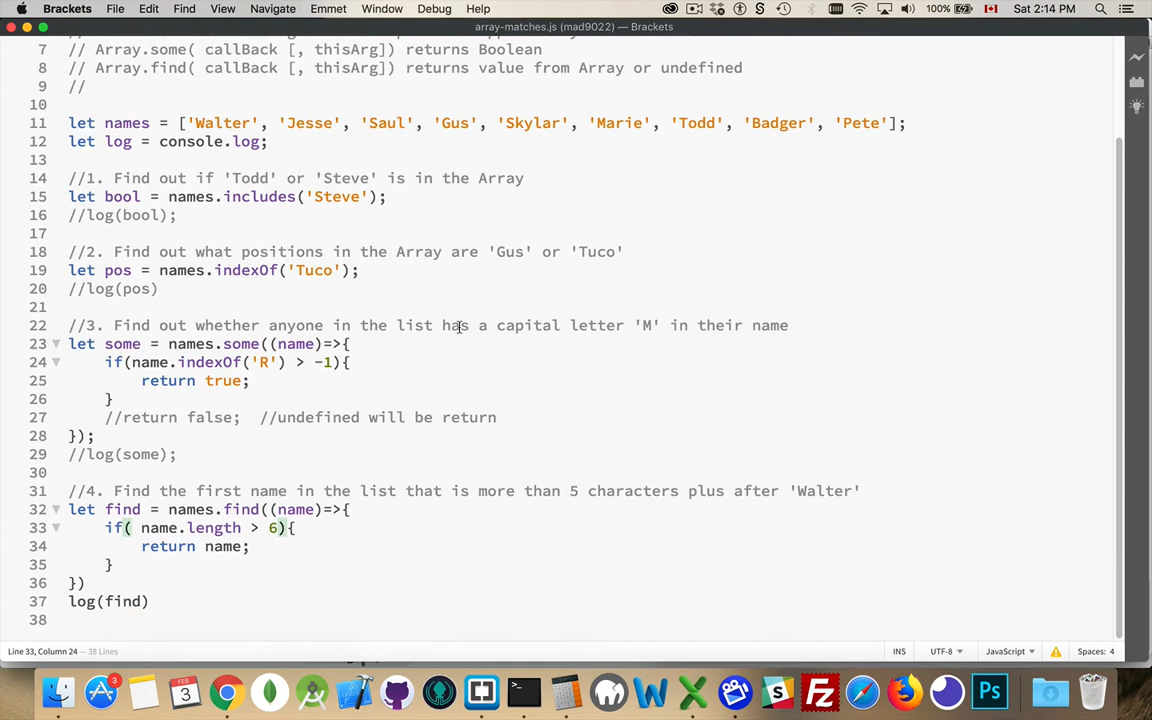 Brackets File Edit Find View Navigate Emmet Window Debug Help 100% Sat 2:14 PM
array-matches.js (mad9022) — Brackets
7 // Array.some( callBack [, thisArg]) returns Boolean
8 // Array.find( callBack [, thisArg]) returns value from Array or undefined
9 //
10
11 let names = ['Walter', 'Jesse', 'Saul', 'Gus', 'Skylar', 'Marie', 'Todd', 'Badger', 'Pete'];
12 let log = console.log;
13
14 //1. Find out if 'Todd' or 'Steve' is in the Array
15 let bool = names.includes('Steve');
16 //log(bool);
17
18 //2. Find out what positions in the Array are 'Gus' or 'Tuco'
19 let pos = names.indexOf('Tuco');
20 //log(pos)
21
22 //3. Find out whether anyone in the list has a capital letter 'M' in their name
23 let some = names.some((name)=>{
24 if(name.indexOf('R') > -1){
25 return true;
26 }
27 //return false; //undefined will be return
28 });
29 //log(some);
30
31 //4. Find the first name in the list that is more than 5 characters plus after 'Walter'
32 let find = names.find((name)=>{
33 if( name.length > 6){
34 return name;
35 }
36 })
37 log(find)
38
Line 33, Column 24 — 38 Lines INS UTF-8 JavaScript Spaces: 4
3
FEB
3
W
X
S
Fz
Ps